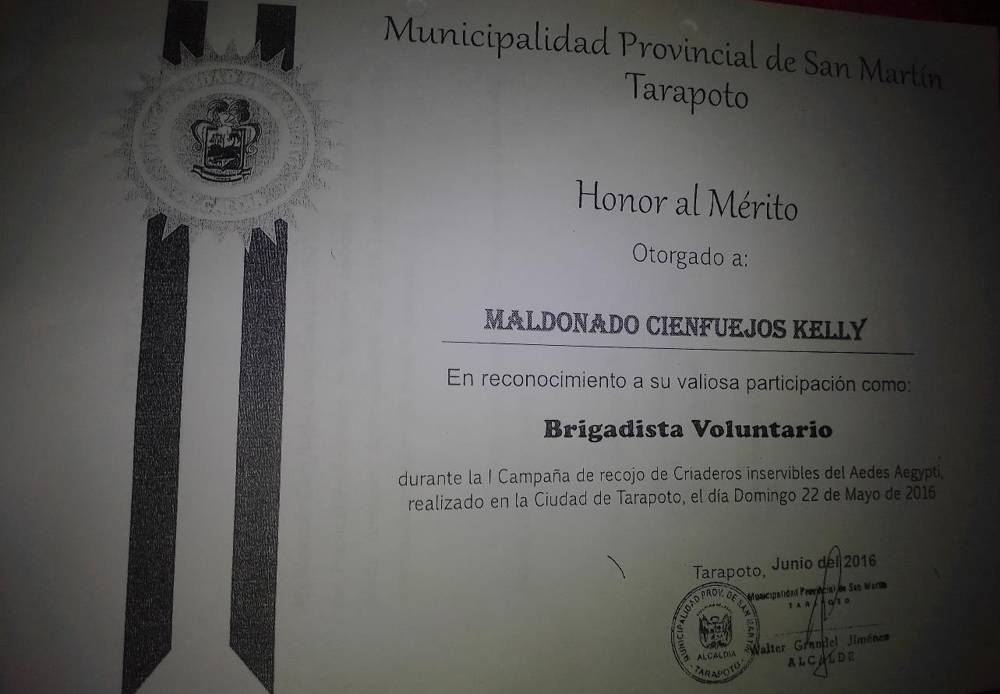 Municipalidad Provincial de San Martín
Tarapoto
Honor al Mérito
Otorgado a:
MALDONADO CIENFUEJOS KELLY
En reconocimiento a su valiosa participación como:
Brigadista Voluntario
durante la I Campaña de recojo de Criaderos inservibles del Aedes Aegypti,
realizado en la Ciudad de Tarapoto, el día Domingo 22 de Mayo de 2016
Tarapoto, Junio del 2016
Municipalidad Provincial de San Martín
TARAPOTO
MUNICIPALIDAD PROV. DE SAN MARTIN
ALCALDIA
- TARAPOTO -
Walter Grundel Jiménez
ALCALDE